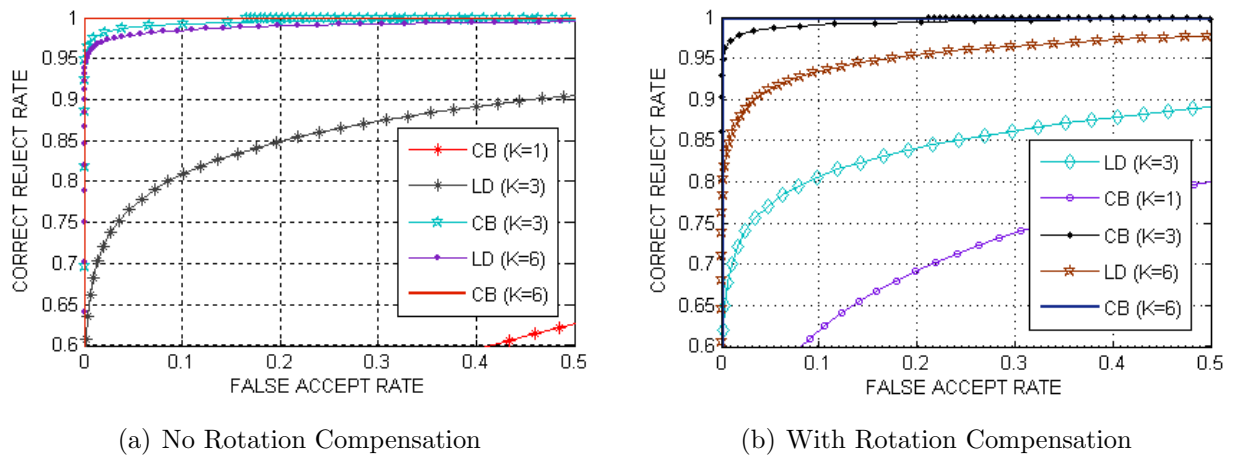 1
0.95
0.9
0.85
0.8
0.75
0.7
0.65
0.6
0
0.1
0.2
0.3
0.4
0.5
CORRECT REJECT RATE
FALSE ACCEPT RATE
CB (K=1)
LD (K=3)
CB (K=3)
LD (K=6)
CB (K=6)
(a) No Rotation Compensation
1
0.95
0.9
0.85
0.8
0.75
0.7
0.65
0.6
0
0.1
0.2
0.3
0.4
0.5
CORRECT REJECT RATE
FALSE ACCEPT RATE
LD (K=3)
CB (K=1)
CB (K=3)
LD (K=6)
CB (K=6)
(b) With Rotation Compensation